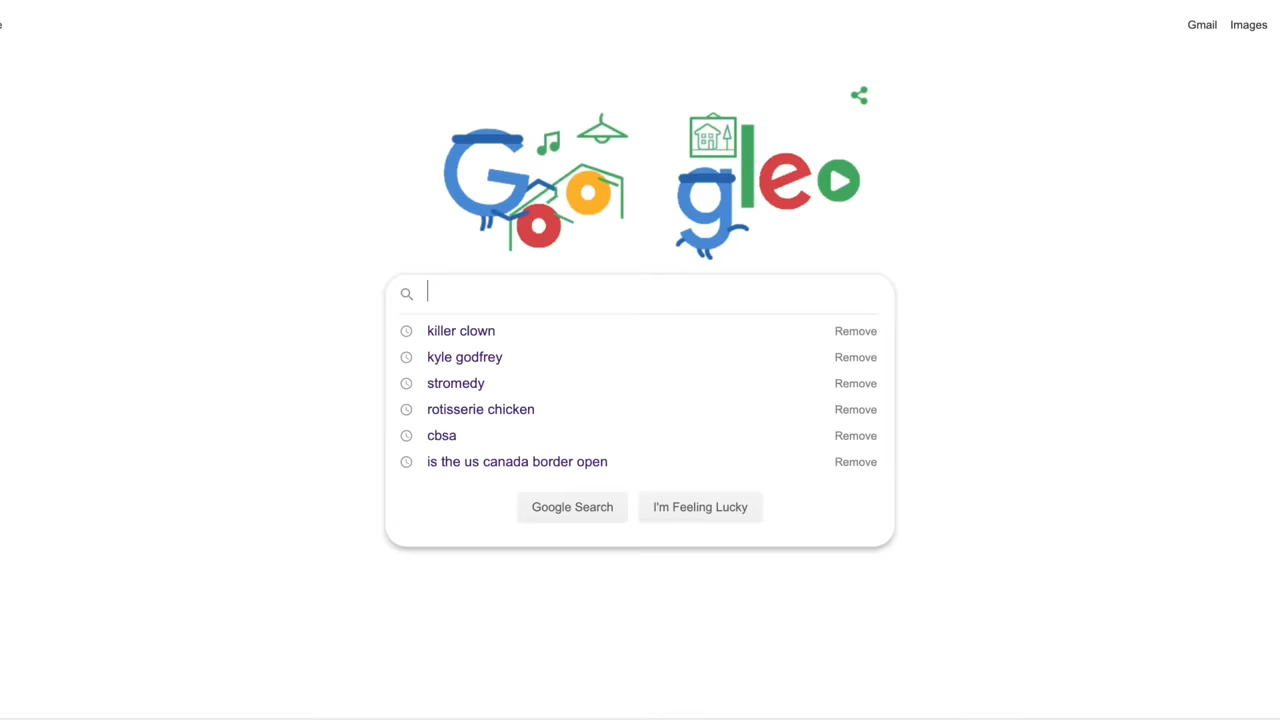 e
Gmail Images
Google
killer clown Remove
kyle godfrey Remove
stromedy Remove
rotisserie chicken Remove
cbsa Remove
is the us canada border open Remove
Google Search I'm Feeling Lucky